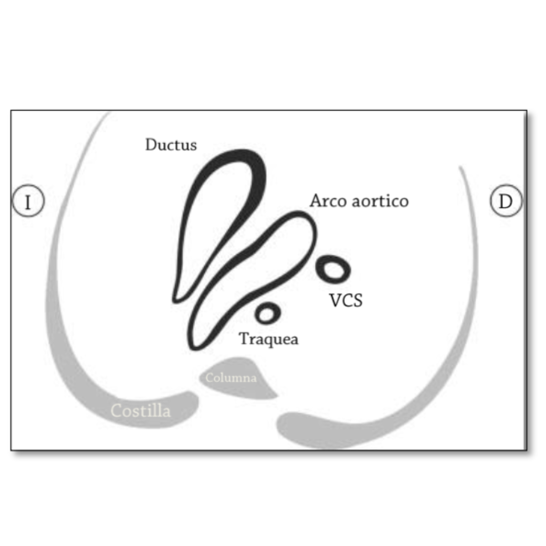 Ductus
I
Arco aortico
D
VCS
Traquea
Columna
Costilla